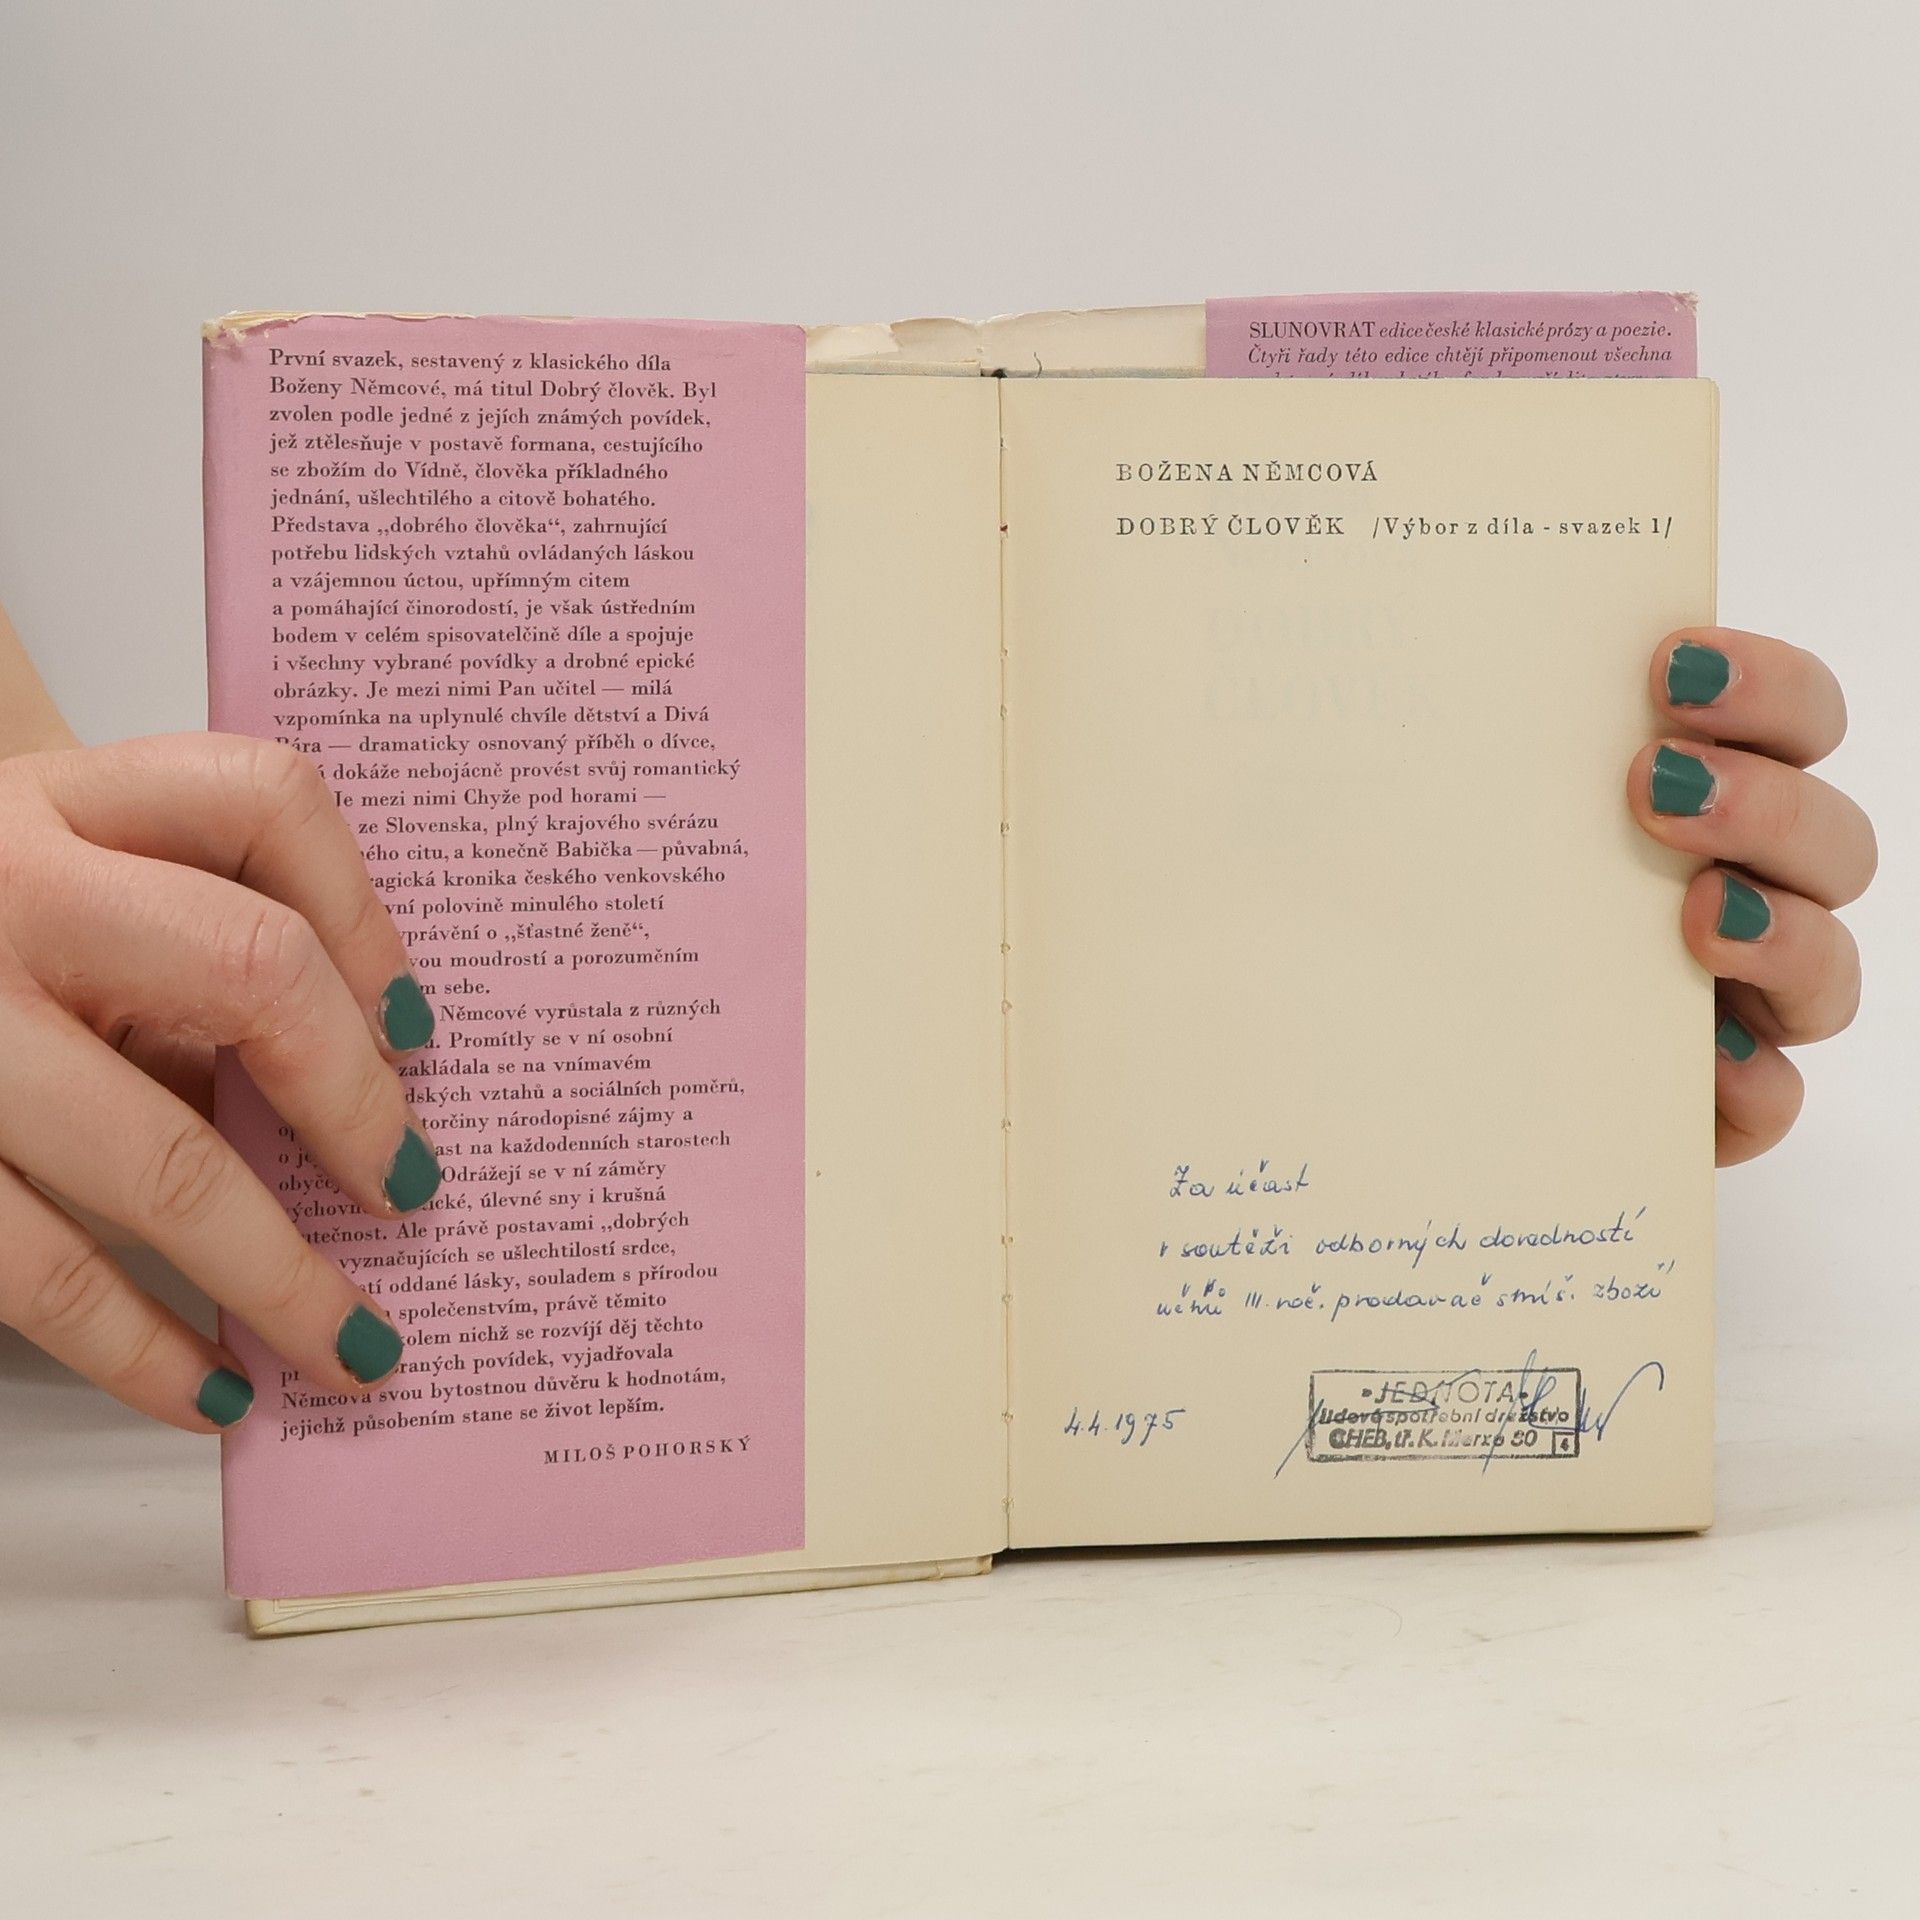 První svazek, sestavený z klasického díla
Boženy Němcové, má titul Dobrý člověk. Byl
zvolen podle jedné z jejích známých povídek,
jež ztělesňuje v postavě formana, cestujícího
se zbožím do Vídně, člověka příkladného
jednání, ušlechtilého a citově bohatého.
Představa „dobrého člověka“, zahrnující
potřebu lidských vztahů ovládaných láskou
a vzájemnou úctou, upřímným citem
a pomáhající činorodostí, je však ústředním
bodem v celém spisovatelčině díle a spojuje
i všechny vybrané povídky a drobné epické
obrázky. Je mezi nimi Pan učitel — milá
vzpomínka na uplynulé chvíle dětství a Divá
Bára — dramaticky osnovaný příběh o dívce,
dokáže nebojácně provést svůj romantický
Je mezi nimi Chyže pod horami —
ze Slovenska, plný krajového svérázu
citu, a konečně Babička — půvabná,
kronika českého venkovského
polovině minulého století
o „šťastné ženě“,
moudrostí a porozuměním
sebe.
Němcové vyrůstala z různých
Promítly se v ní osobní
zakládala se na vnímavém
vztahů a sociálních poměrů,
národopisné zájmy a
na každodenních starostech
Odrážejí se v ní záměry
úlevné sny i krušná
Ale právě postavami „dobrých
vyznačujících se ušlechtilostí srdce,
oddané lásky, souladem s přírodou
společenstvím, právě těmito
nichž se rozvíjí děj těchto
povídek, vyjadřovala
Němcová svou bytostnou důvěru k hodnotám,
jejichž působením stane se život lepším.
MILOŠ POHORSKÝ
SLUNOVRAT edice české klasické prózy a poezie.
Čtyři řady této edice chtějí připomenout všechna
BOŽENA NĚMCOVÁ
DOBRÝ ČLOVĚK /Výbor z díla - svazek 1/
Za účast
v soutěži odborných dovedností
učňů III. roč. prodavač smíš. zboží
4.4.1975
JEDNOTA
lidové spotřební družstvo
CHEB, tř. K. Marxe 80
4